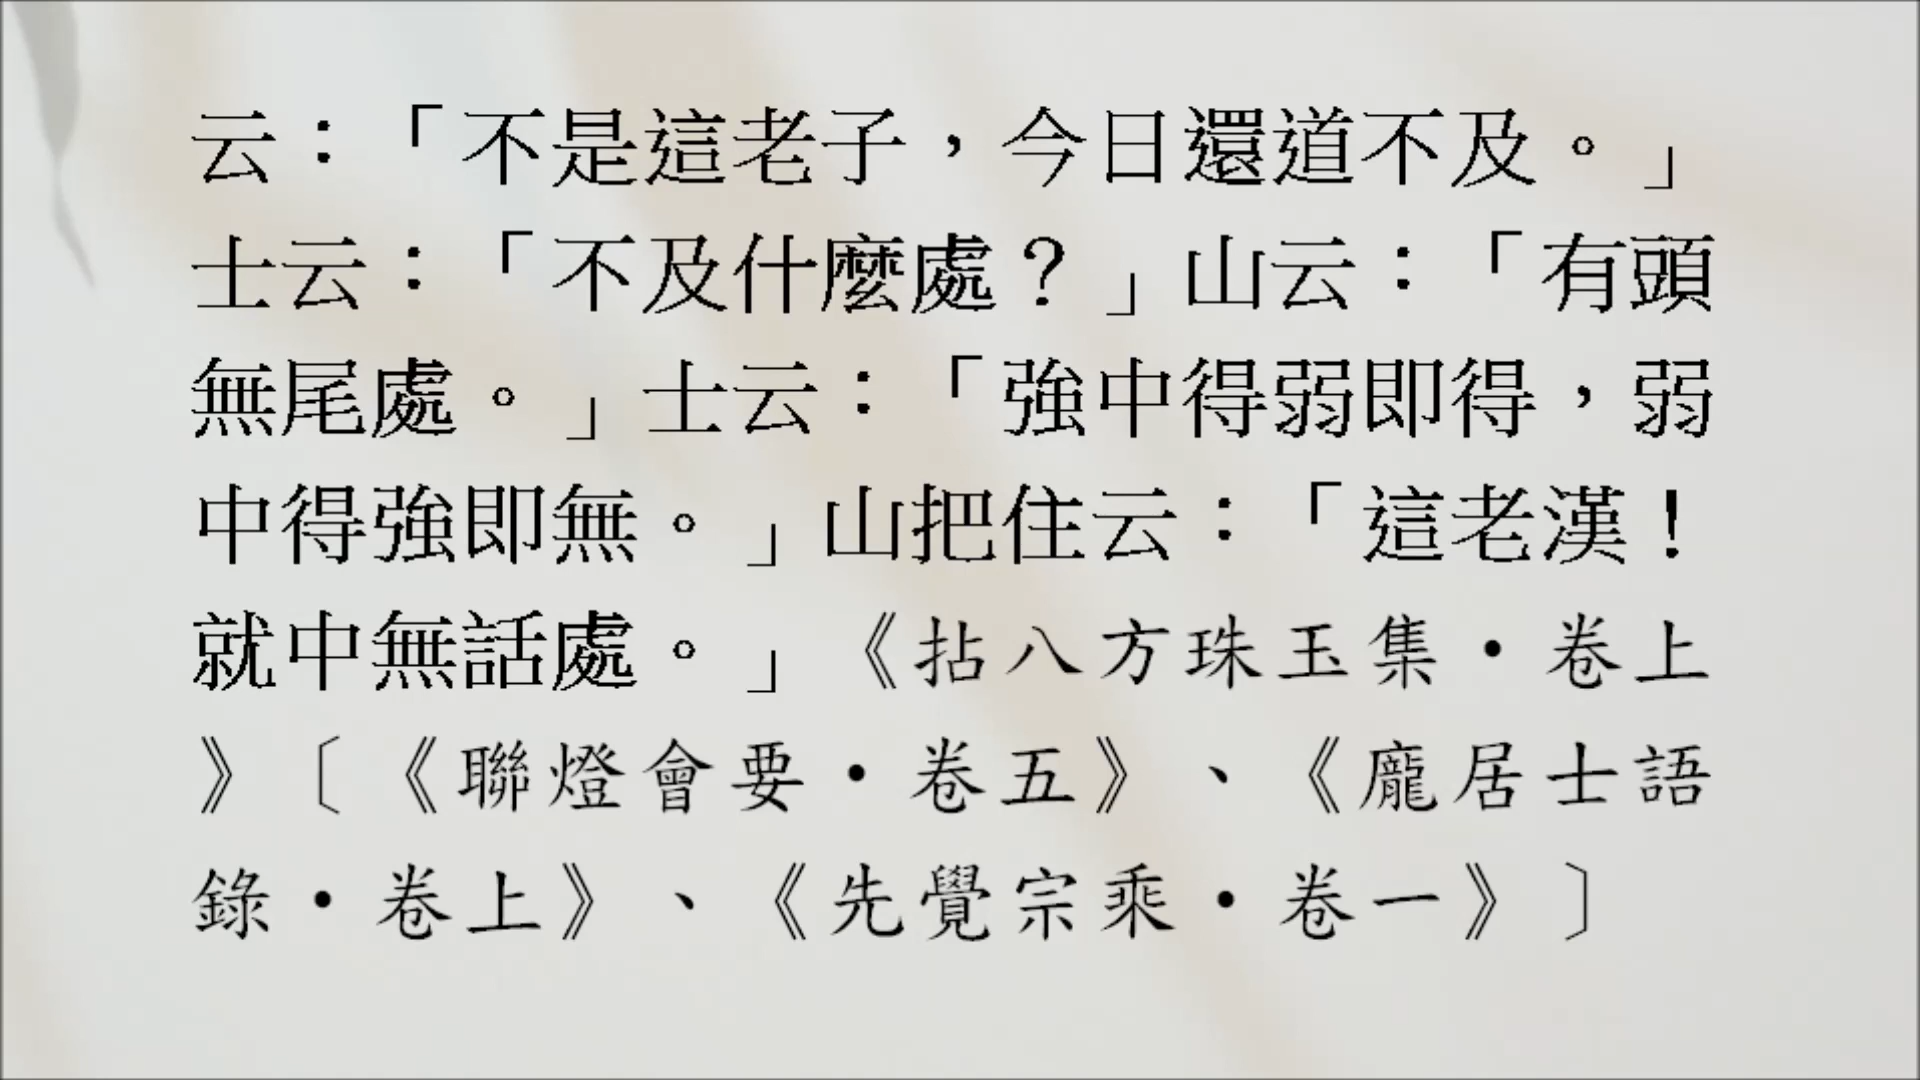 云：「不是這老子，今日還道不及。」
士云：「不及什麼處？」山云：「有頭
無尾處。」士云：「強中得弱即得，弱
中得強即無。」山把住云：「這老漢！
就中無話處。」《拈八方珠玉集•卷上
》〔《聯燈會要•卷五》、《龐居士語
錄•卷上》、《先覺宗乘•卷一》〕